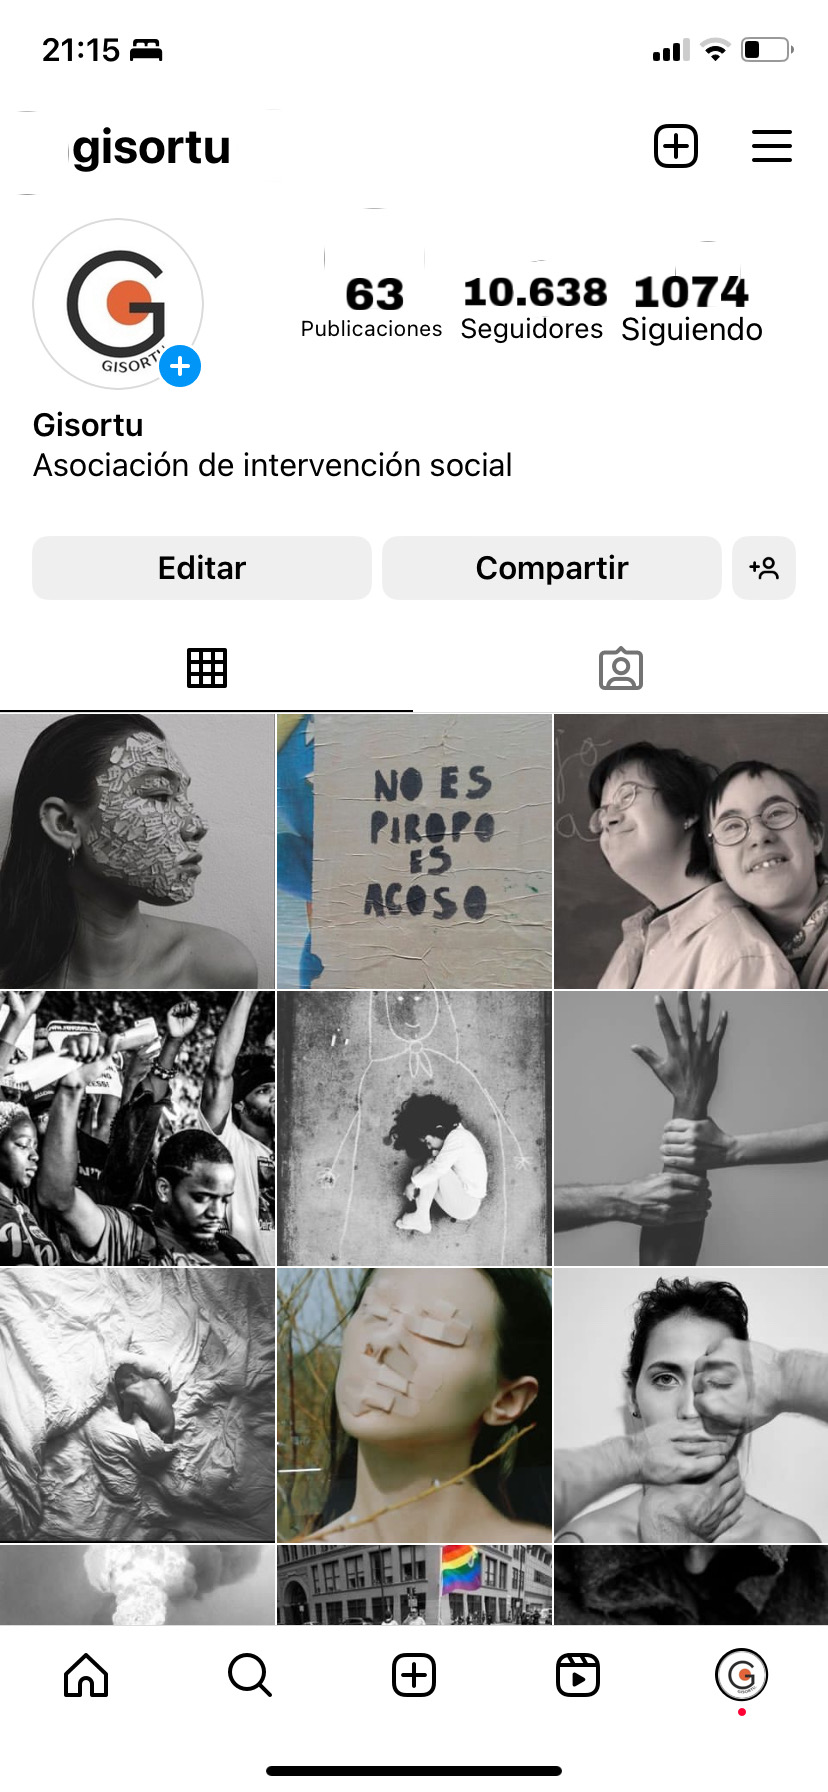 21:15
gisortu
63 10.638 1074
Publicaciones Seguidores Siguiendo
GISORTU
Gisortu
Asociación de intervención social
Editar Compartir
NO ES
PIROPO
ES
ACOSO
GISORTU